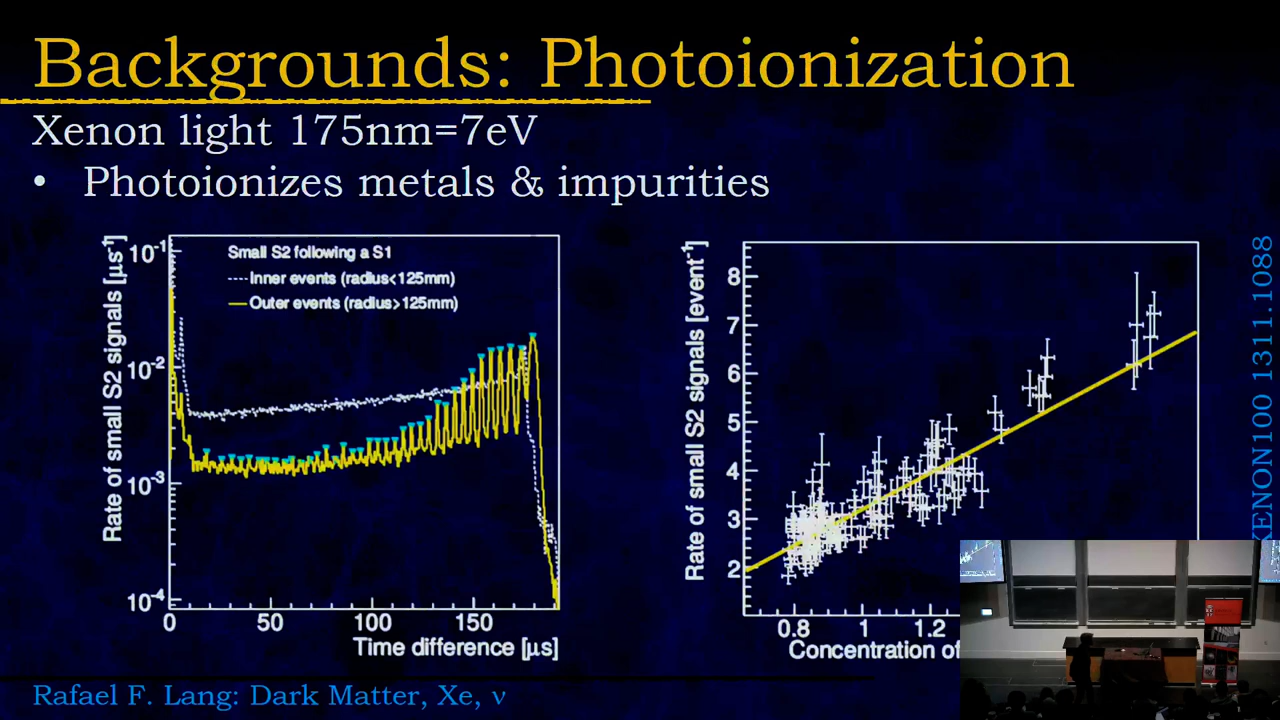 Backgrounds: Photoionization
Xenon light 175nm=7eV
• Photoionizes metals & impurities
Rate of small S2 signals [μs⁻¹]
10⁻¹
10⁻²
10⁻³
10⁻⁴
Small S2 following a S1
Inner events (radius<125mm)
Outer events (radius>125mm)
0 50 100 150
Time difference [μs]
Rate of small S2 signals [event⁻¹]
8
7
6
5
4
3
2
0.8 1 1.2
Concentration of
XENON100 1311.1088
Rafael F. Lang: Dark Matter, Xe, ν